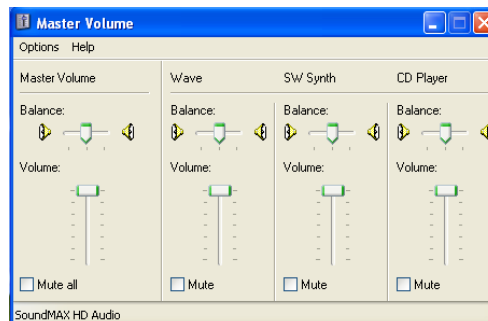 Master Volume
Options Help
Master Volume Wave SW Synth CD Player
Balance: Balance: Balance: Balance:
Volume: Volume: Volume: Volume:
Mute all Mute Mute Mute
SoundMAX HD Audio